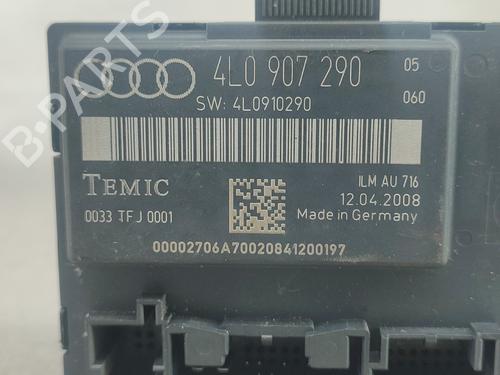 4L0 907 290 05
SW: 4L0910290 060
TEMIC ILM AU 716
12.04.2008
0033 TFJ 0001 Made in Germany
00002706A70020841200197
B-PARTS